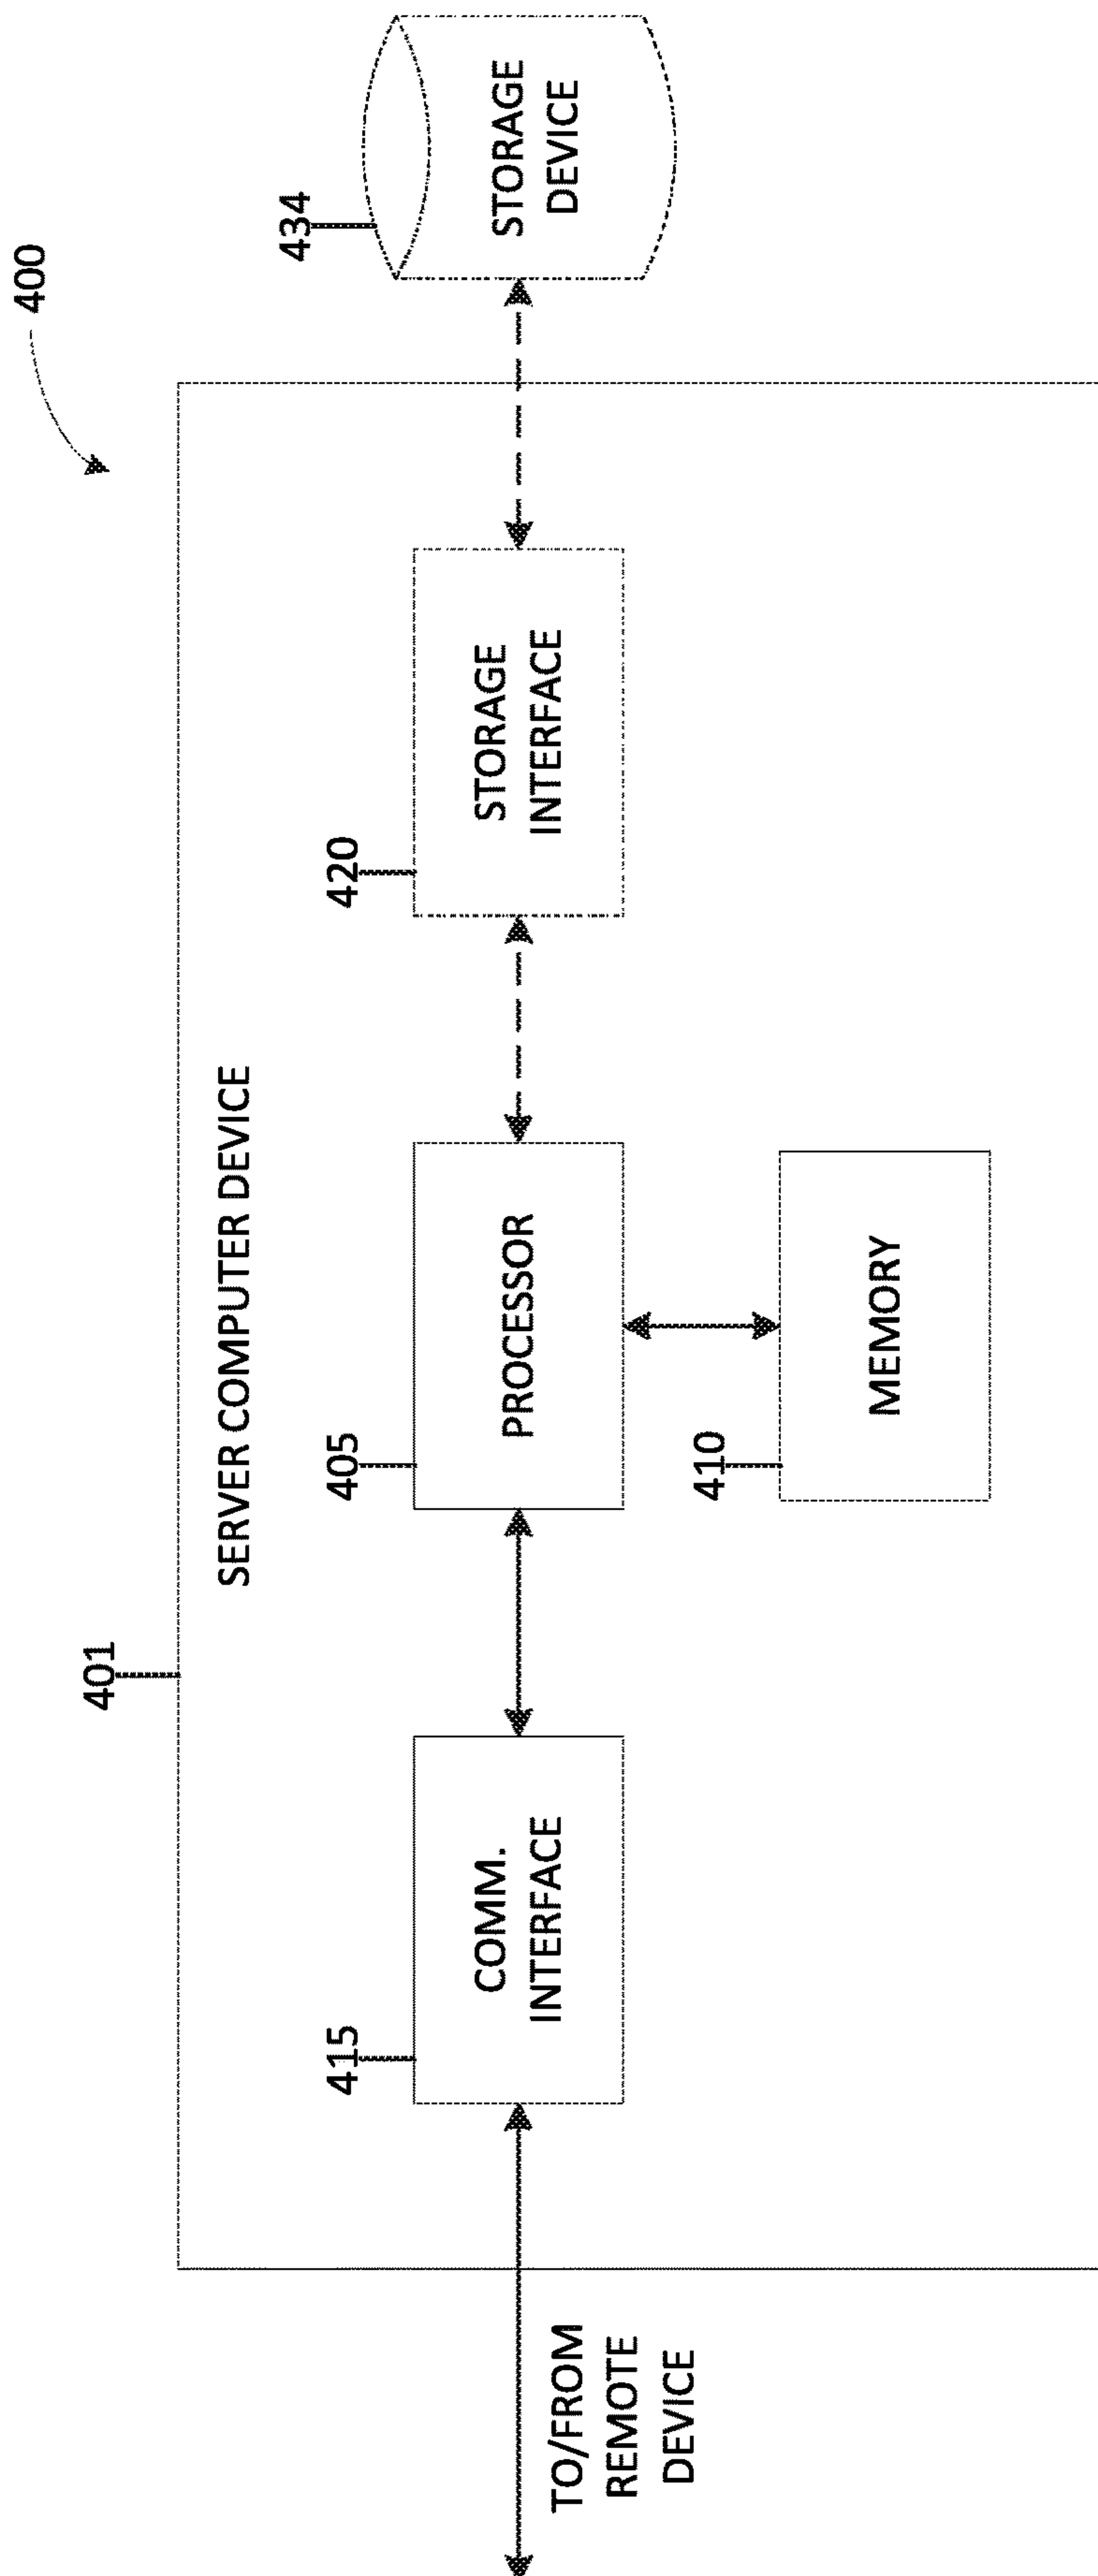 400
401
SERVER COMPUTER DEVICE
434
STORAGE
DEVICE
415
COMM.
INTERFACE
405
PROCESSOR
420
STORAGE
INTERFACE
410
MEMORY
TO/FROM
REMOTE
DEVICE